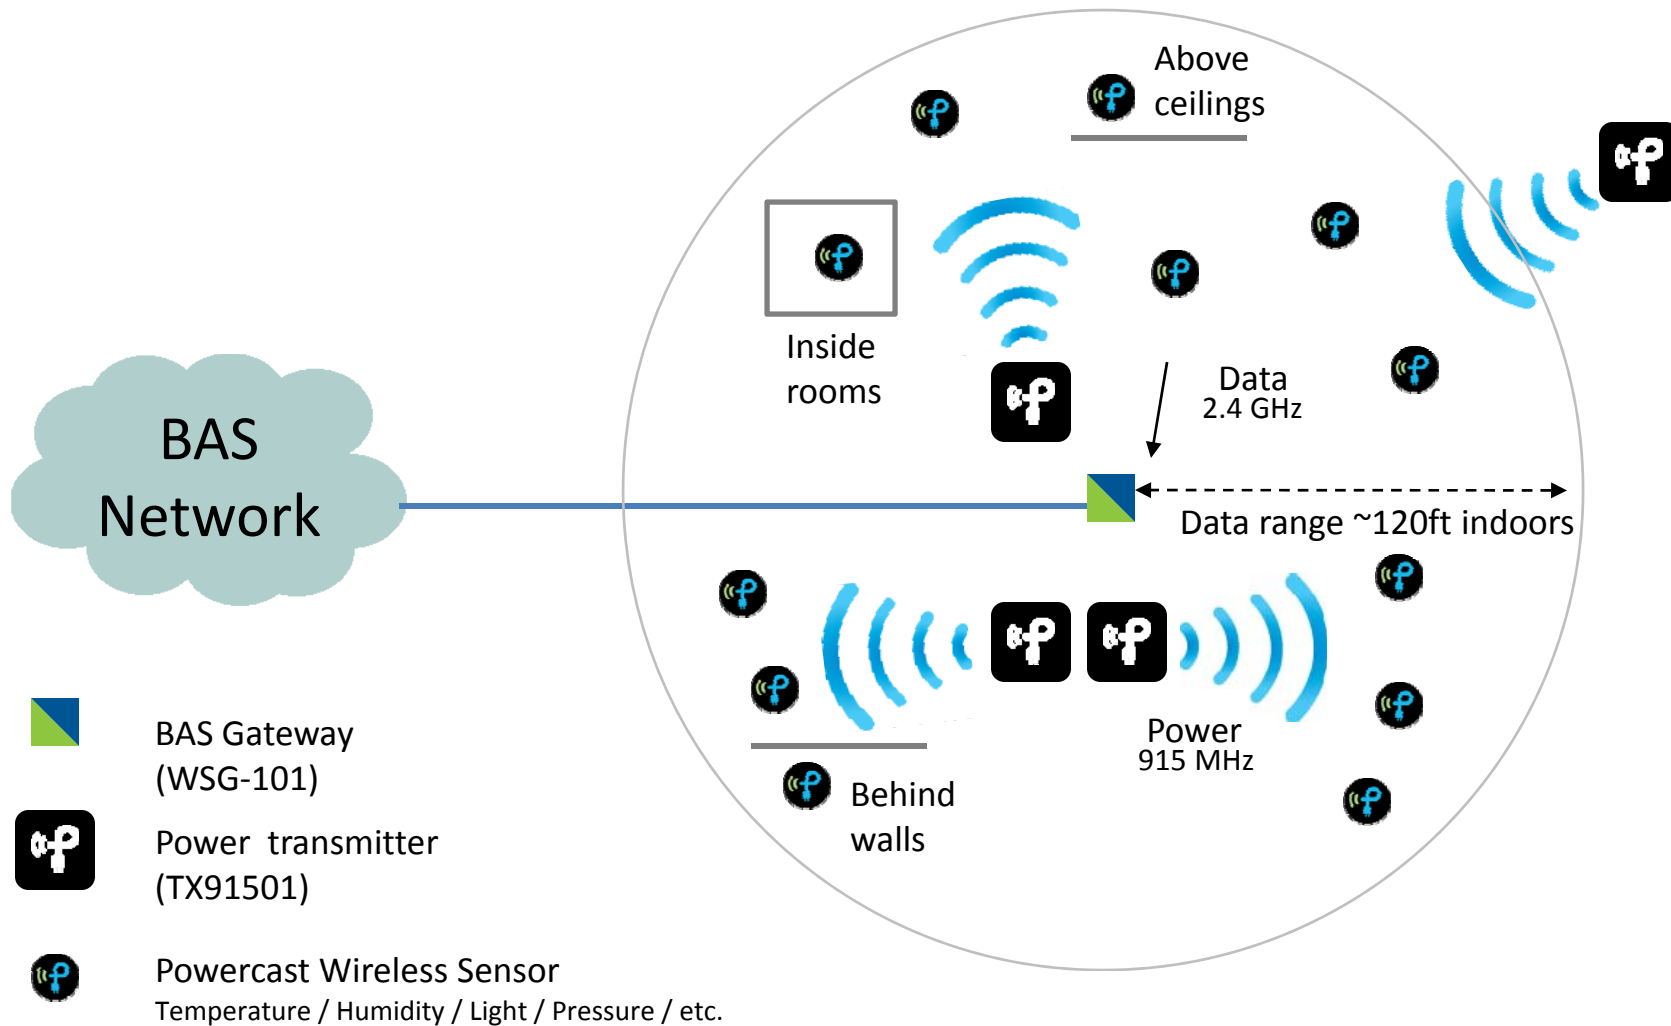 Above
ceilings
Inside
rooms
Data
2.4 GHz
BAS
Network
Data range ~120ft indoors
Power
915 MHz
Behind
walls
BAS Gateway
(WSG-101)
Power transmitter
(TX91501)
Powercast Wireless Sensor
Temperature / Humidity / Light / Pressure / etc.